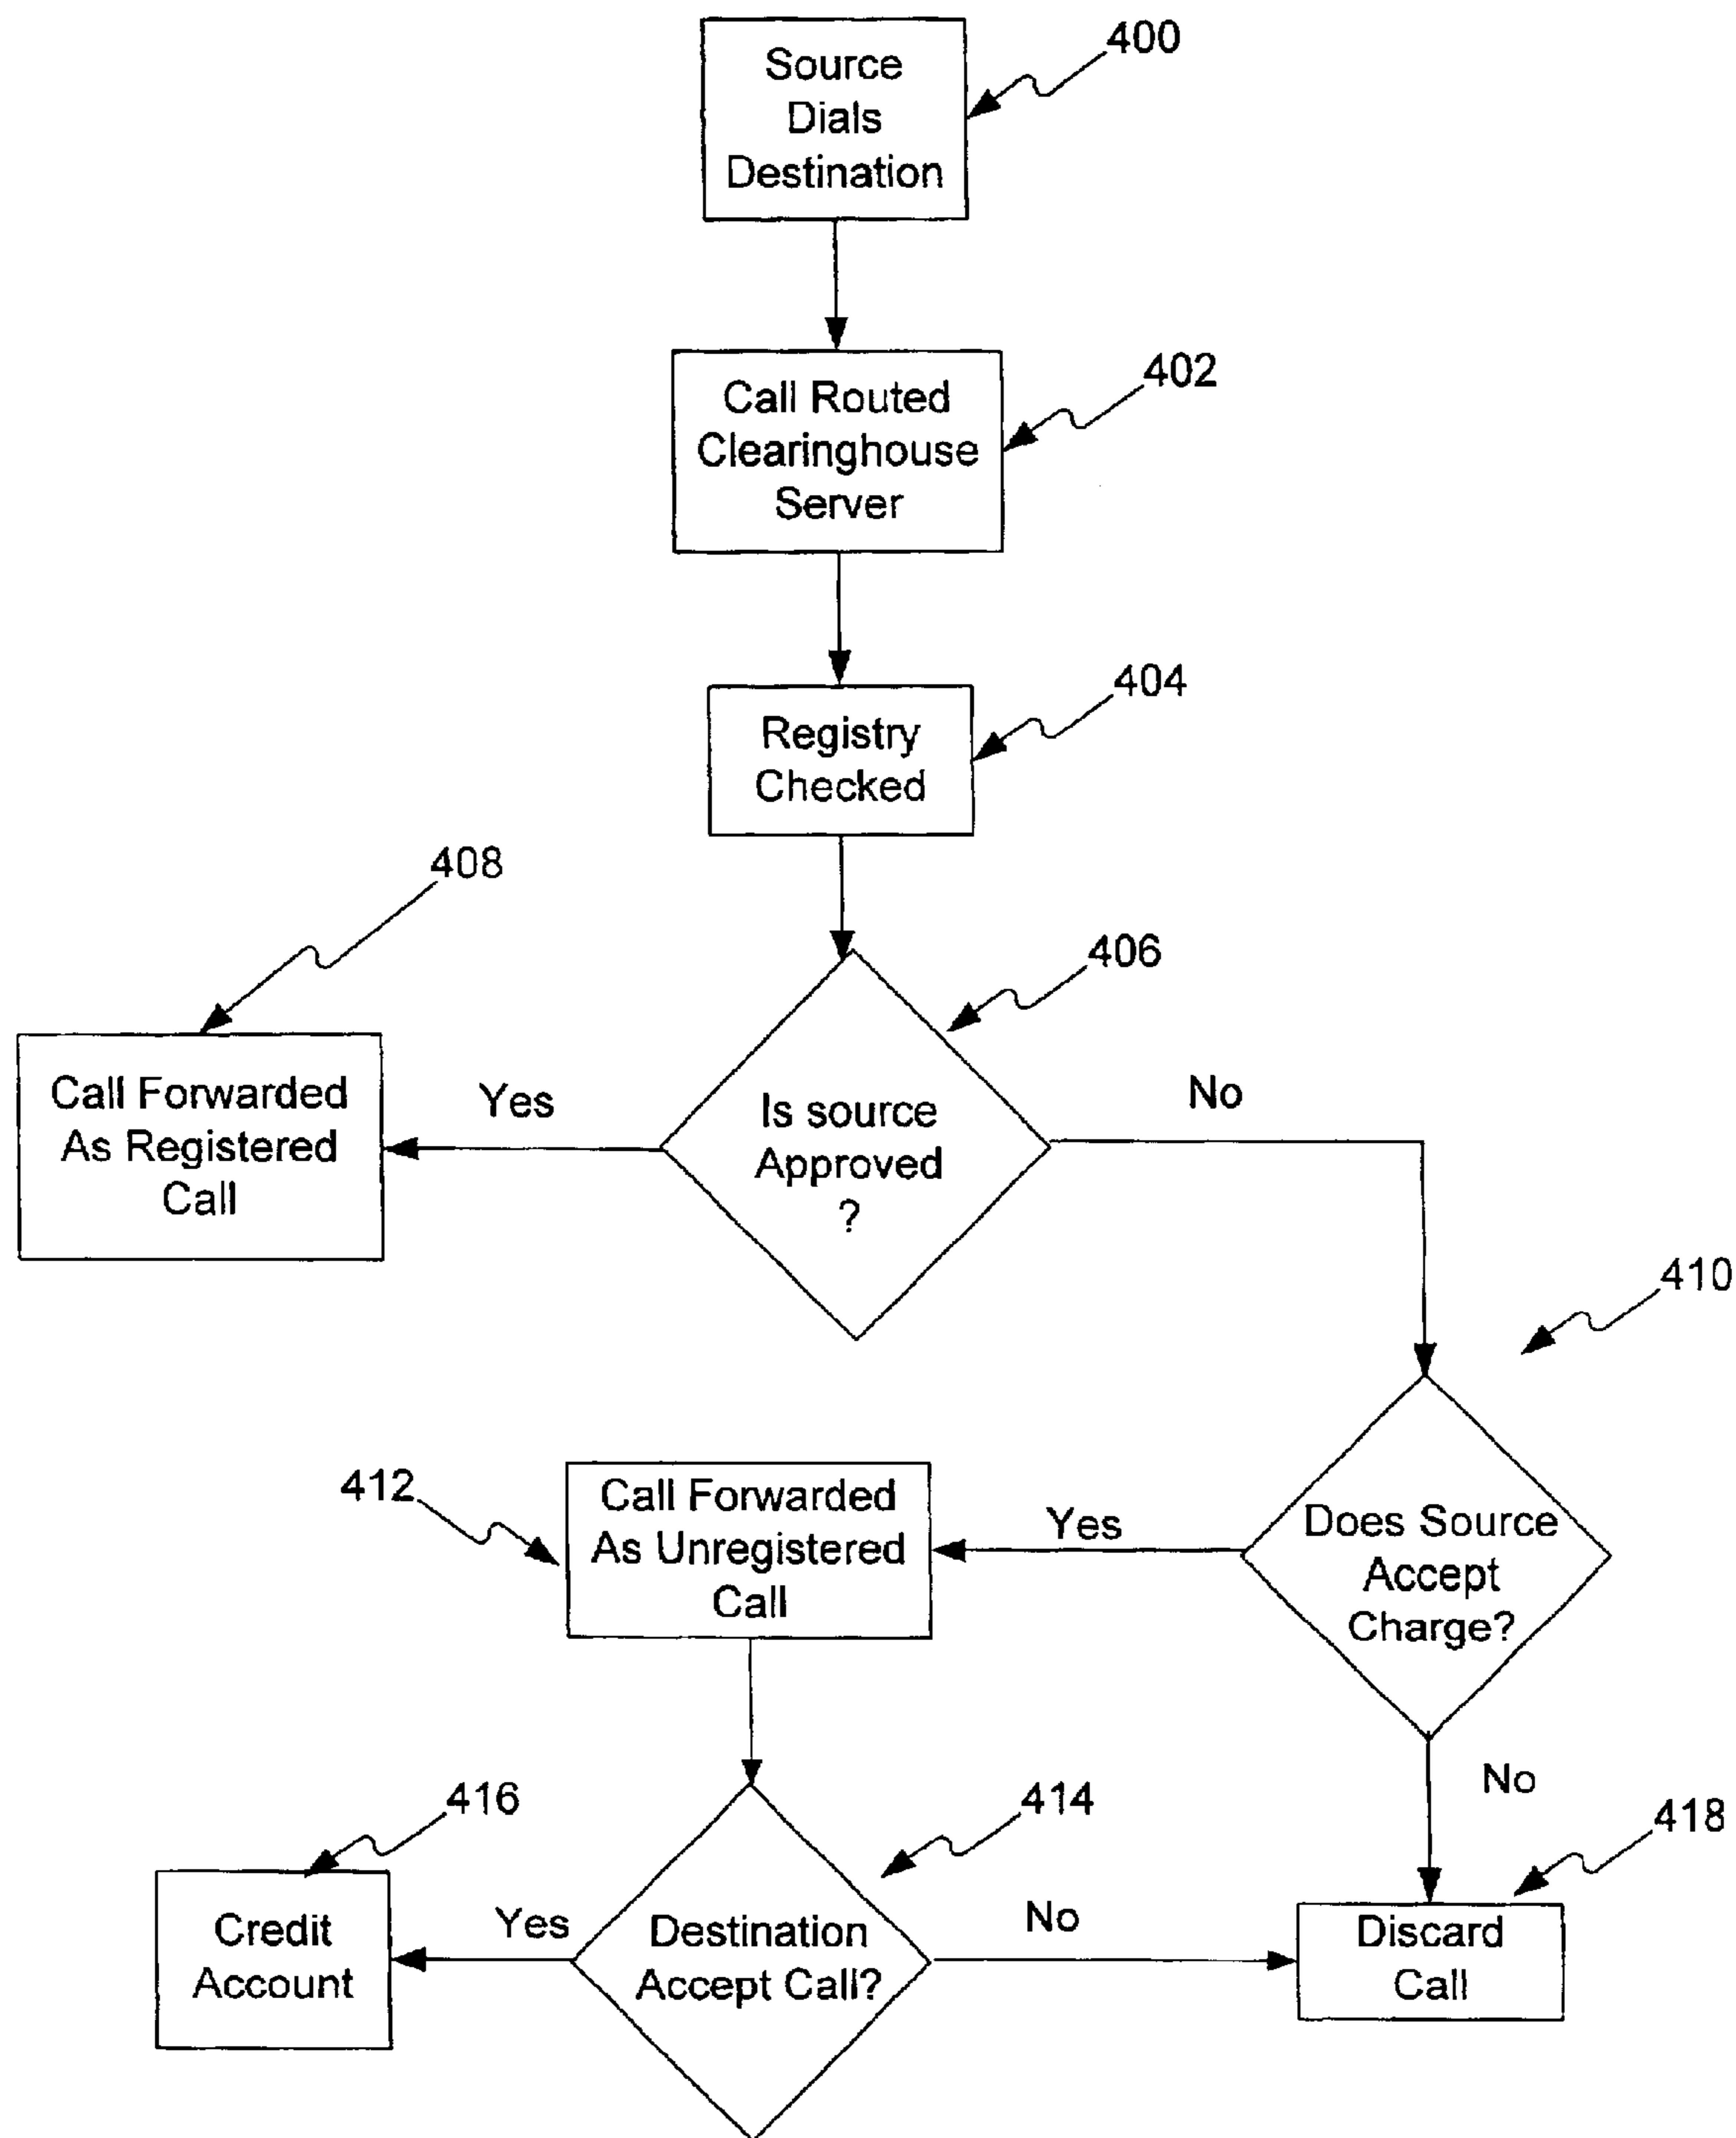 400
Source
Dials
Destination
402
Call Routed
Clearinghouse
Server
404
Registry
Checked
408
406
Call Forwarded
As Registered
Call
Yes
Is source
Approved
?
No
410
412
Call Forwarded
As Unregistered
Call
Yes
Does Source
Accept
Charge?
No
416
414
418
Credit
Account
Yes
Destination
Accept Call?
No
Discard
Call